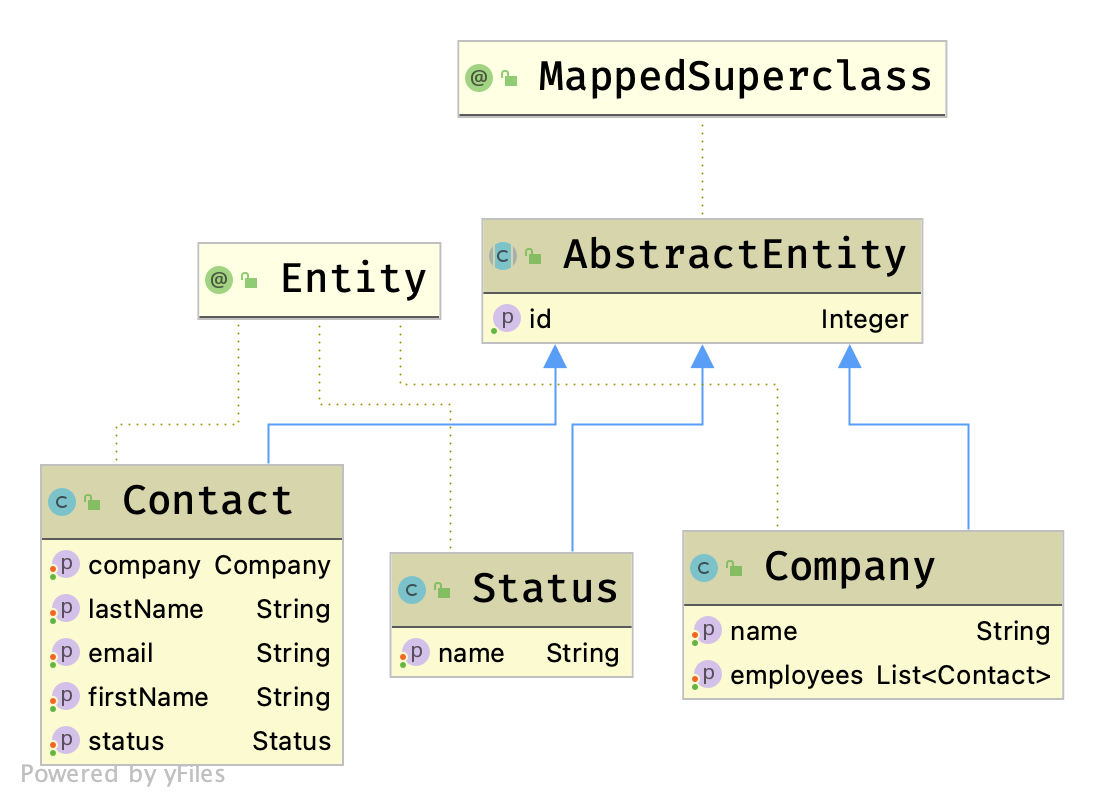 @ MappedSuperclass
C AbstractEntity
p id Integer
@ Entity
C Contact
p company Company
p lastName String
p email String
p firstName String
p status Status
C Status
p name String
C Company
p name String
p employees List<Contact>
Powered by yFiles